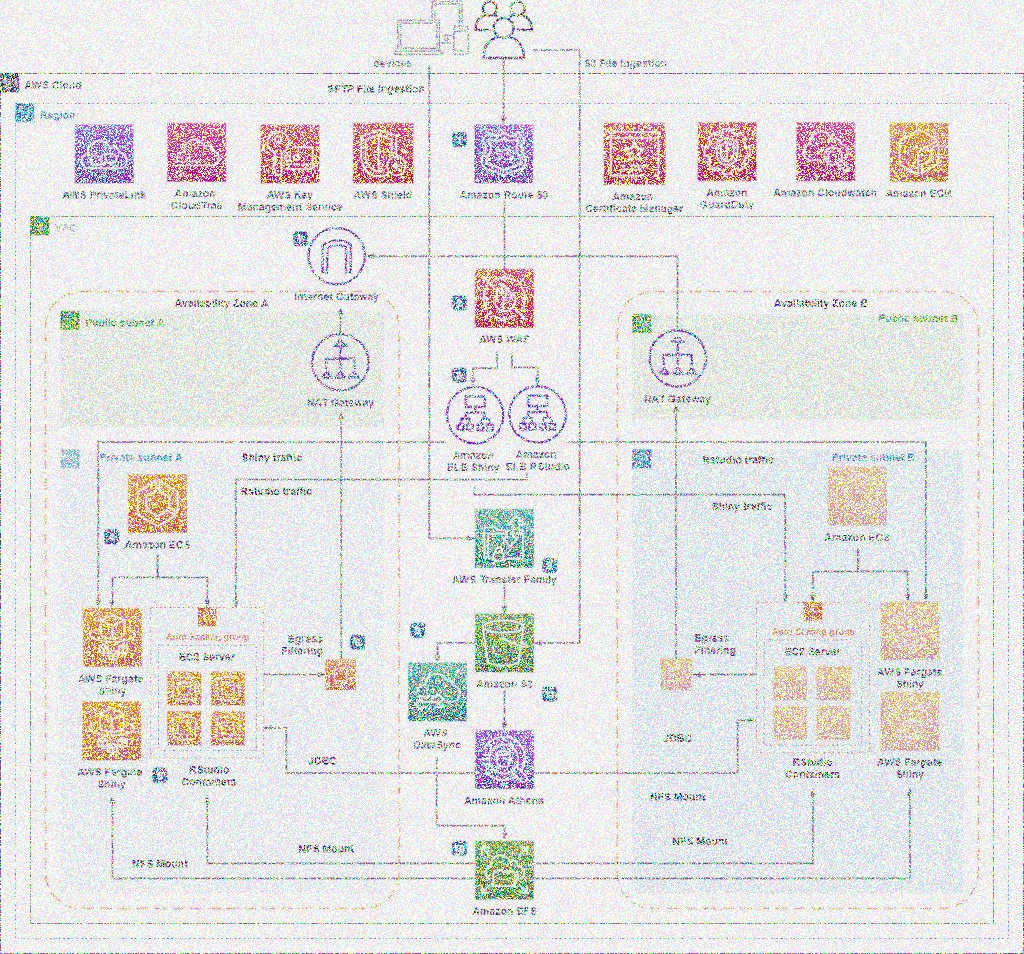 devices
S3 File Ingestion
AWS Cloud
SFTP File Ingestion
Region
AWS PrivateLink
Amazon
CloudTrail
AWS Key
Management Service
AWS Shield
Amazon Route 53
Amazon
Certificate Manager
Amazon
GuardDuty
Amazon Cloudwatch
Amazon ECR
VPC
Internet Gateway
Availability Zone A
Availability Zone B
Public subnet A
Public subnet B
AWS WAF
NAT Gateway
NAT Gateway
Amazon
ELB Shiny
Amazon
ELB RStudio
Private subnet A
Shiny traffic
Rstudio traffic
Rstudio traffic
Private subnet B
Shiny traffic
Amazon ECS
Amazon ECS
AWS Transfer Family
Auto Scaling group
EC2 Server
Egress
Filtering
Egress
Filtering
Auto Scaling group
EC2 Server
AWS Fargate
Shiny
Amazon S3
AWS Fargate
Shiny
AWS
DataSync
JDBC
JDBC
AWS Fargate
Shiny
RStudio
Containers
Amazon Athena
RStudio
Containers
AWS Fargate
Shiny
NFS Mount
NFS Mount
NFS Mount
NFS Mount
Amazon EFS